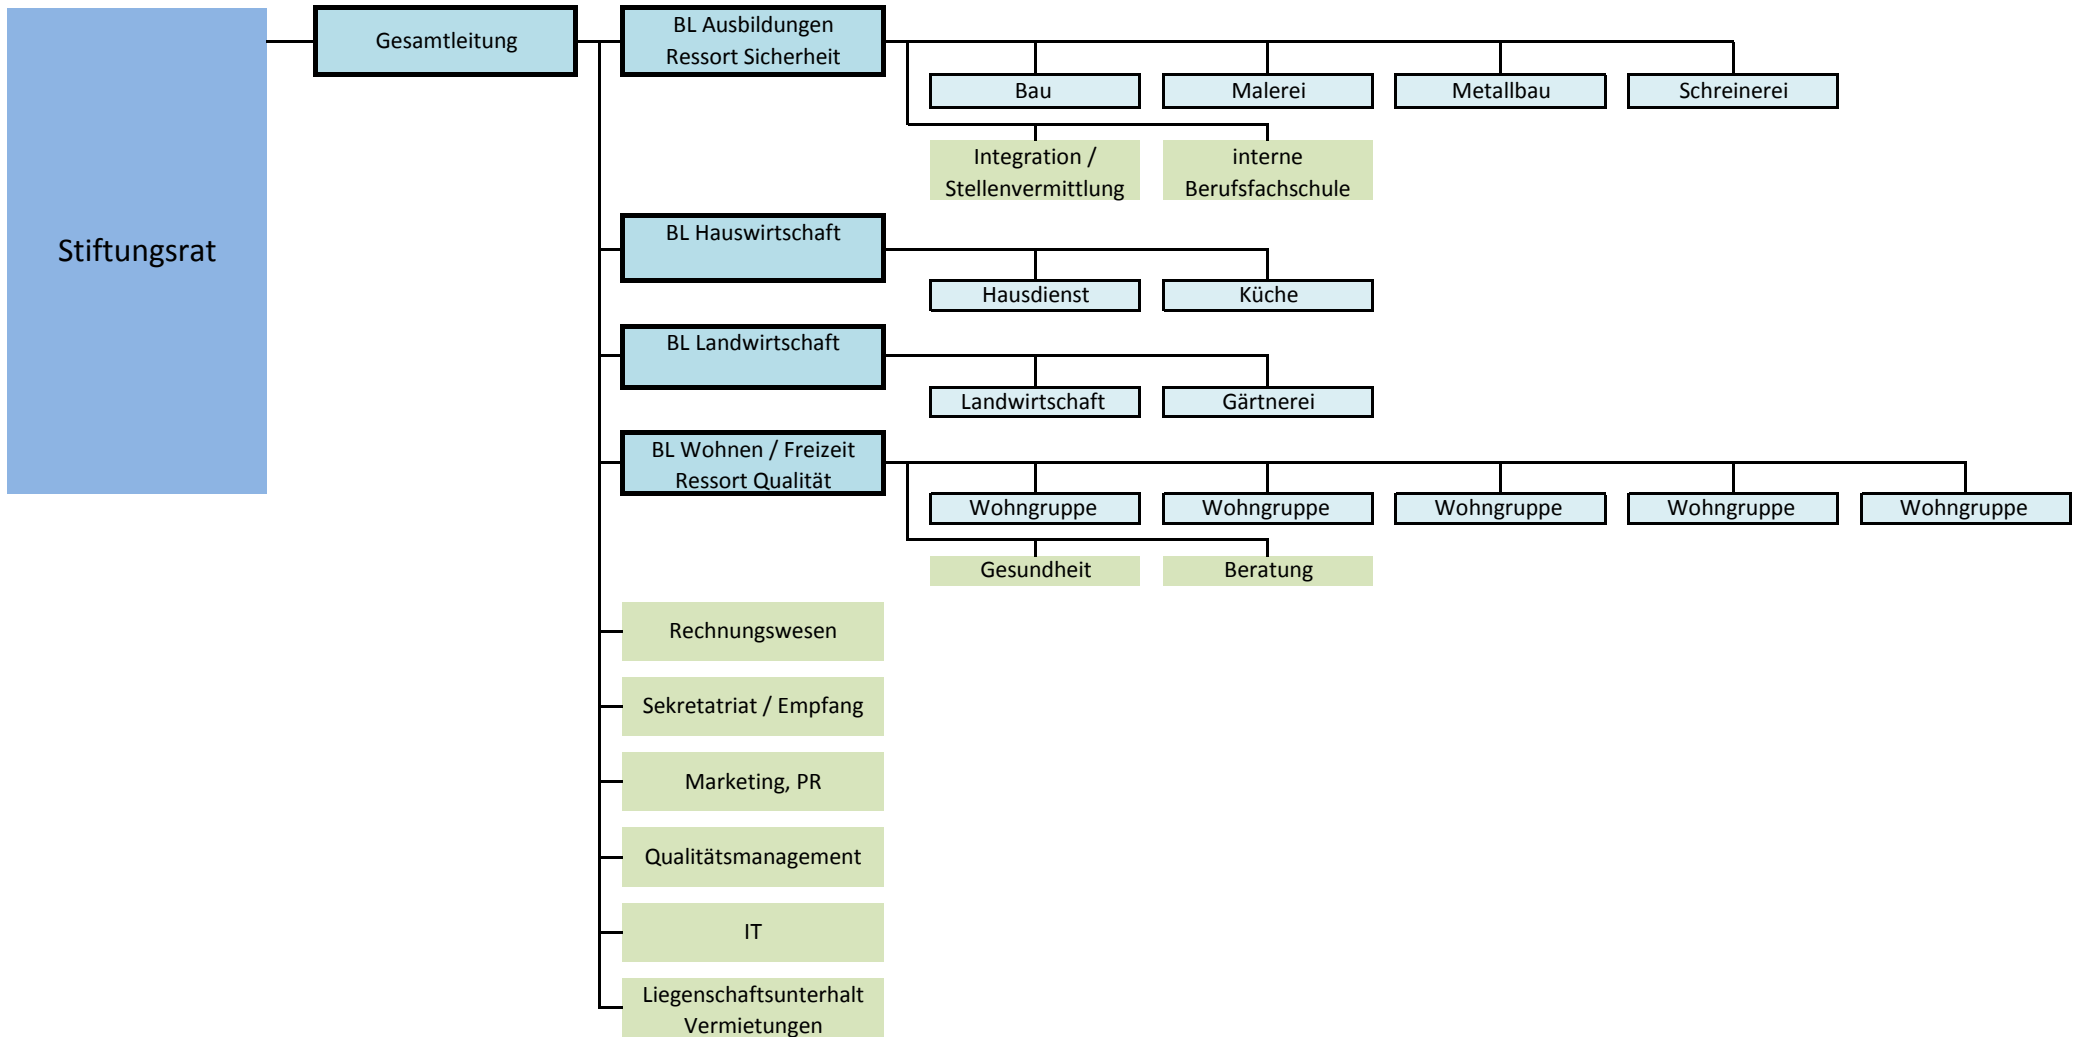 Stiftungsrat
Gesamtleitung
BL Ausbildungen
Ressort Sicherheit
Bau
Malerei
Metallbau
Schreinerei
Integration /
Stellenvermittlung
interne
Berufsfachschule
BL Hauswirtschaft
Hausdienst
Küche
BL Landwirtschaft
Landwirtschaft
Gärtnerei
BL Wohnen / Freizeit
Ressort Qualität
Wohngruppe
Wohngruppe
Wohngruppe
Wohngruppe
Wohngruppe
Gesundheit
Beratung
Rechnungswesen
Sekretatriat / Empfang
Marketing, PR
Qualitätsmanagement
IT
Liegenschaftsunterhalt
Vermietungen